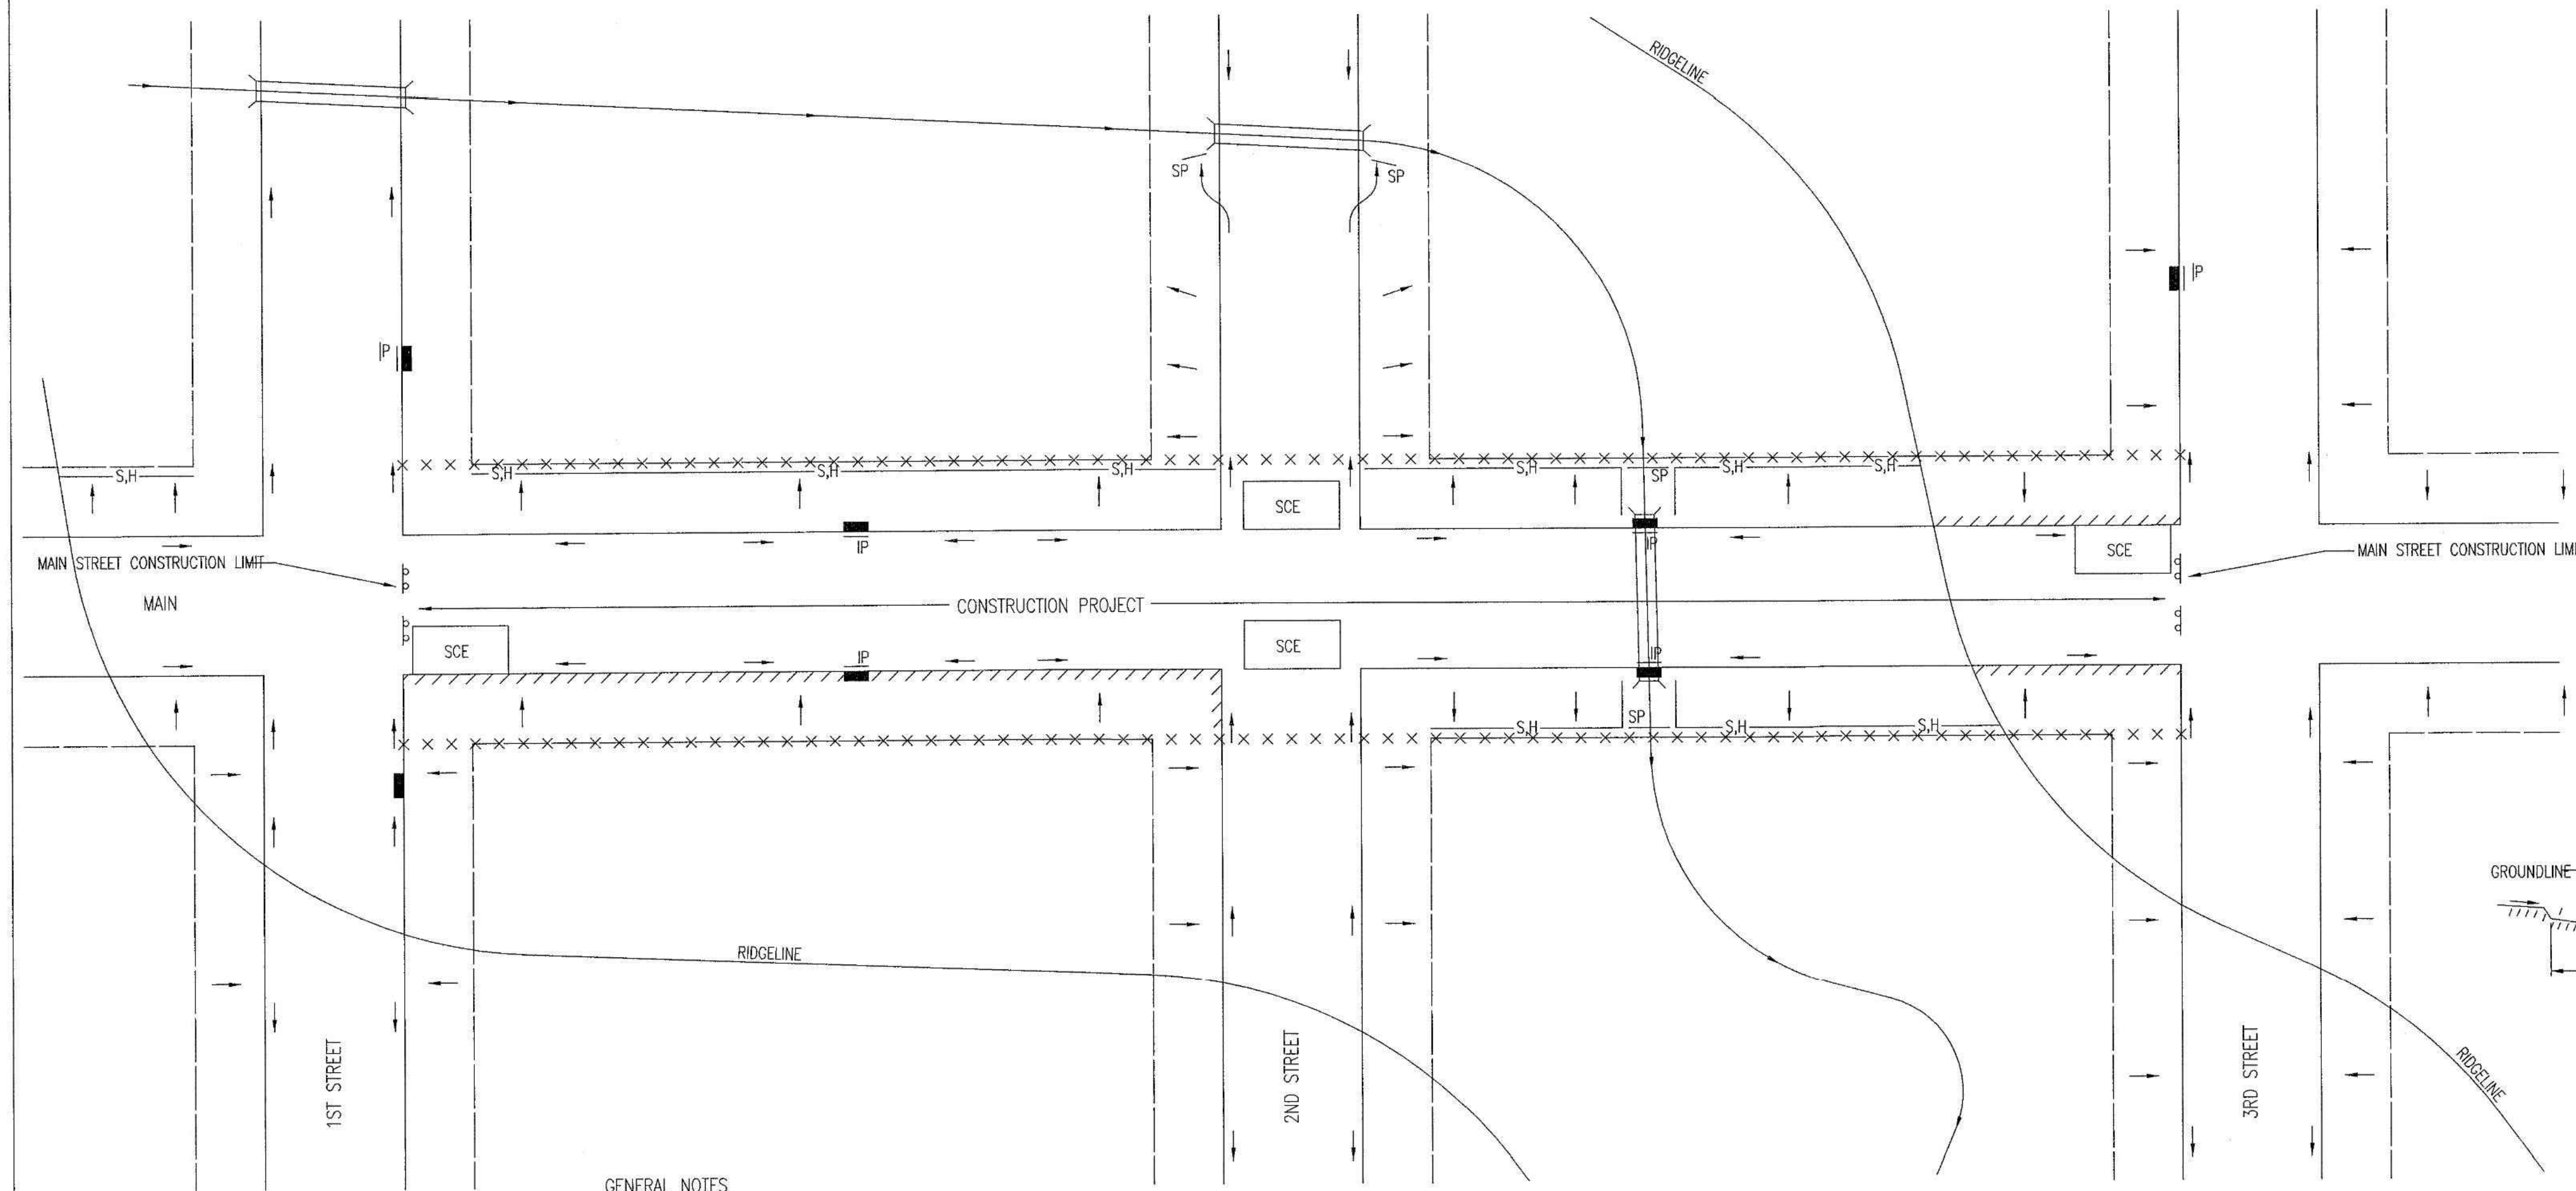 RIDGELINE
SP
SP
IP
IP
S,H
S,H
S,H
S,H
S,H
SP
S,H
S,H
SCE
IP
IP
SCE
MAIN STREET CONSTRUCTION LIMIT
MAIN STREET CONSTRUCTION LIMI
MAIN
CONSTRUCTION PROJECT
SCE
IP
SCE
IP
S,H
SP
S,H
S,H
GROUNDLINE
RIDGELINE
1ST STREET
2ND STREET
3RD STREET
RIDGELINE
GENERAL NOTES